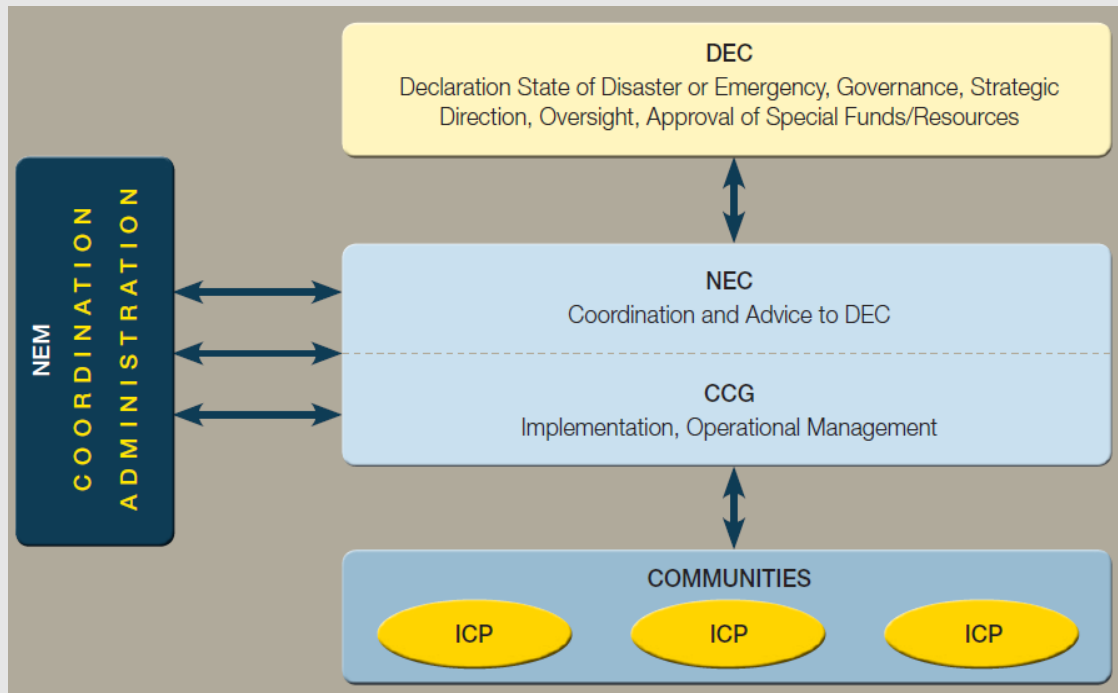 DEC
Declaration State of Disaster or Emergency, Governance, Strategic
Direction, Oversight, Approval of Special Funds/Resources
NEM
COORDINATION
ADMINISTRATION
NEC
Coordination and Advice to DEC
CCG
Implementation, Operational Management
COMMUNITIES
ICP
ICP
ICP